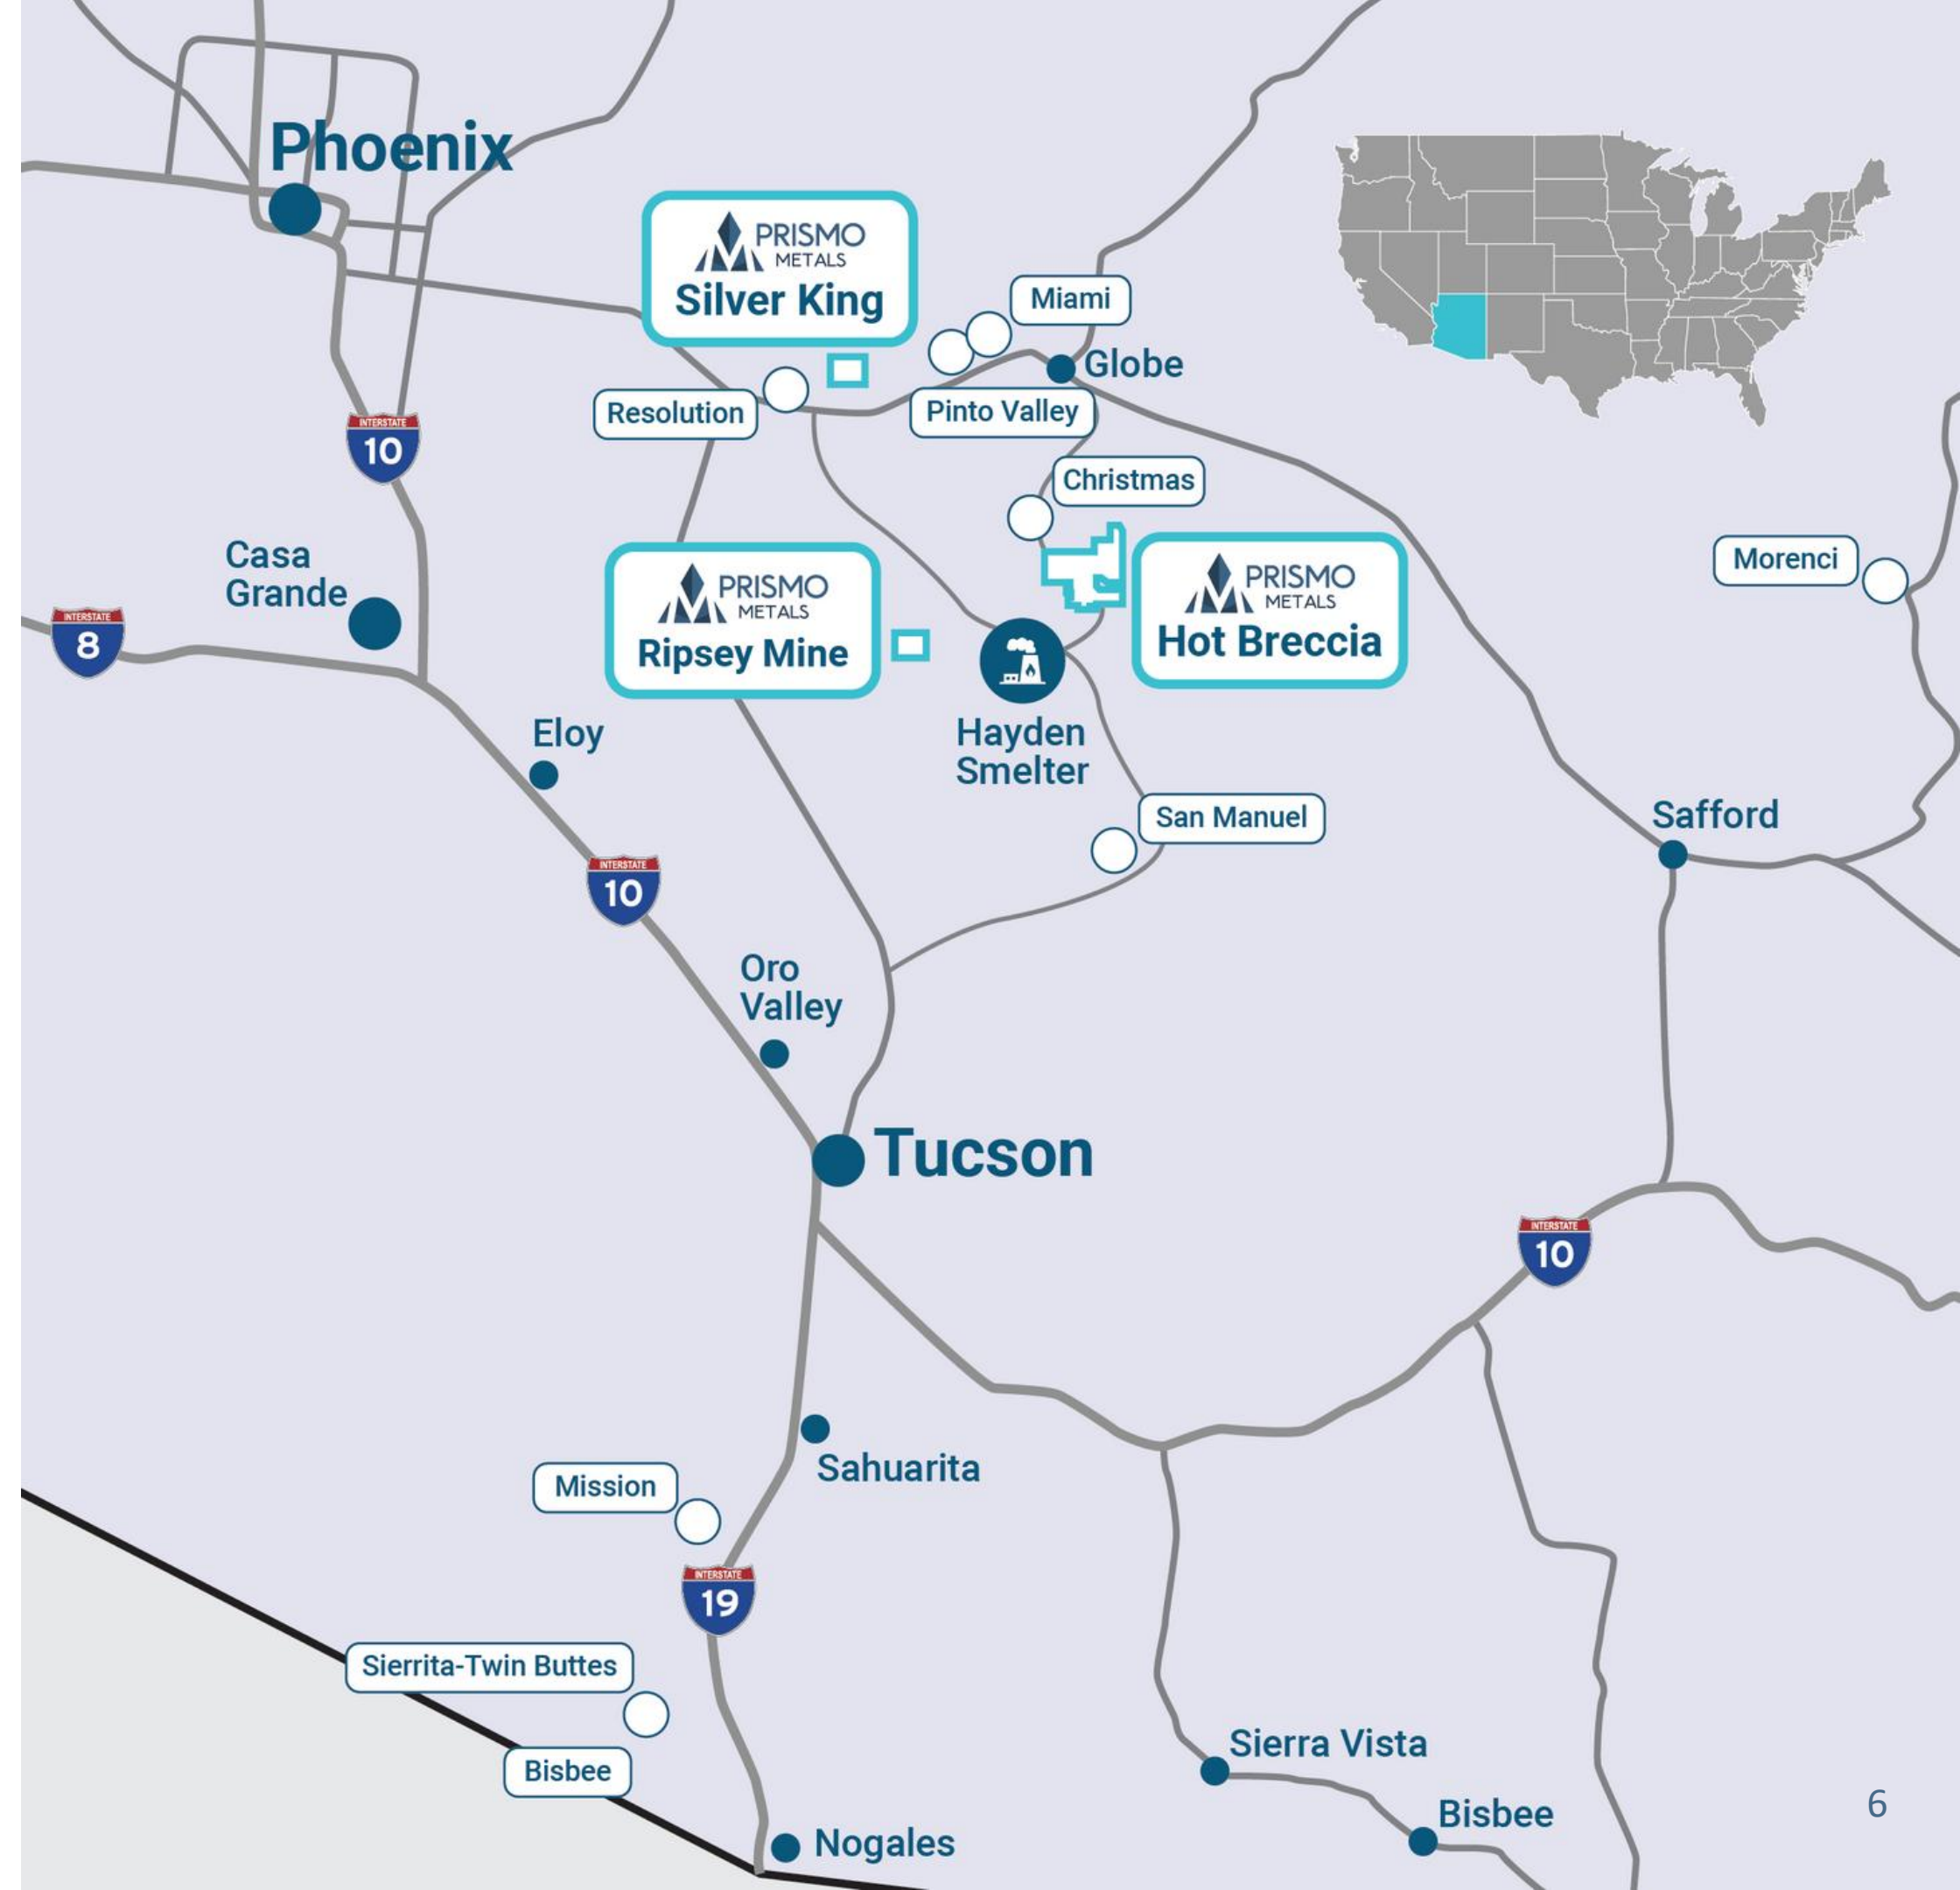 Phoenix
PRISMO
METALS
Silver King
Miami
Globe
Resolution
Pinto Valley
INTERSTATE
10
Christmas
Casa
Grande
PRISMO
METALS
Ripsey Mine
PRISMO
METALS
Hot Breccia
Morenci
INTERSTATE
8
Eloy
Hayden
Smelter
San Manuel
Safford
INTERSTATE
10
Oro
Valley
Tucson
INTERSTATE
10
Sahuarita
Mission
INTERSTATE
19
Sierrita-Twin Buttes
Bisbee
Sierra Vista
Bisbee
Nogales
6